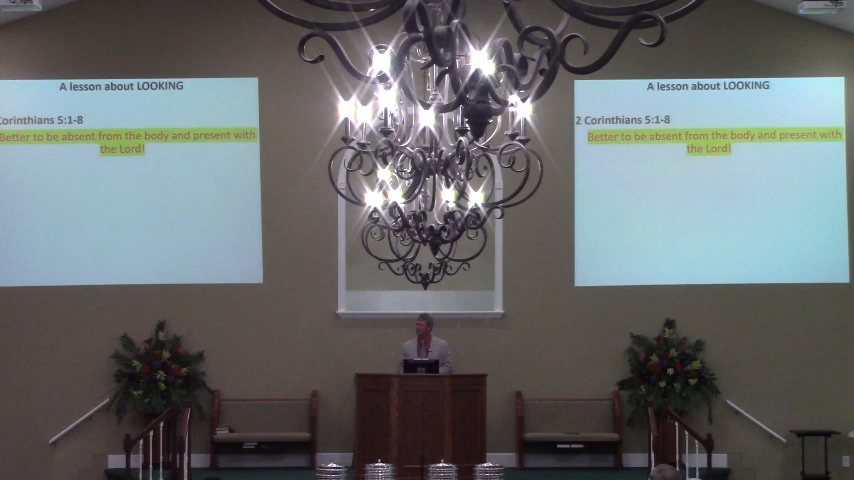 A lesson about LOOKING
Corinthians 5:1-8
Better to be absent from the body and present with
the Lord!
A lesson about LOOKING
2 Corinthians 5:1-8
Better to be absent from the body and present with
the Lord!